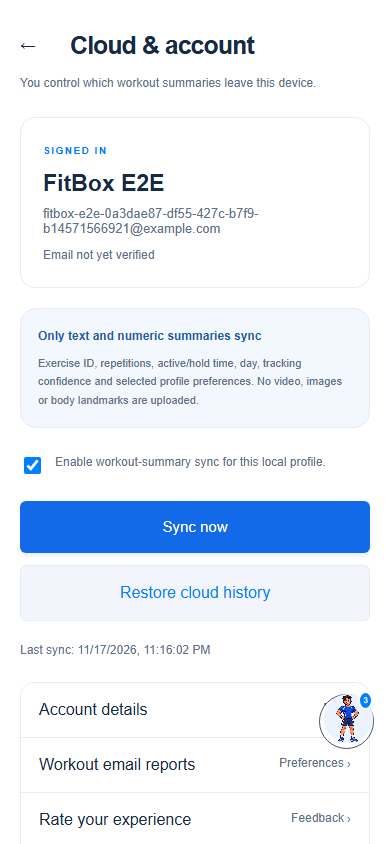 ← Cloud & account
You control which workout summaries leave this device.
SIGNED IN
FitBox E2E
fitbox-e2e-0a3dae87-df55-427c-b7f9-
b14571566921@example.com
Email not yet verified
Only text and numeric summaries sync
Exercise ID, repetitions, active/hold time, day, tracking
confidence and selected profile preferences. No video, images
or body landmarks are uploaded.
Enable workout-summary sync for this local profile.
Sync now
Restore cloud history
Last sync: 11/17/2026, 11:16:02 PM
3
Account details
Workout email reports Preferences ›
Rate your experience Feedback ›